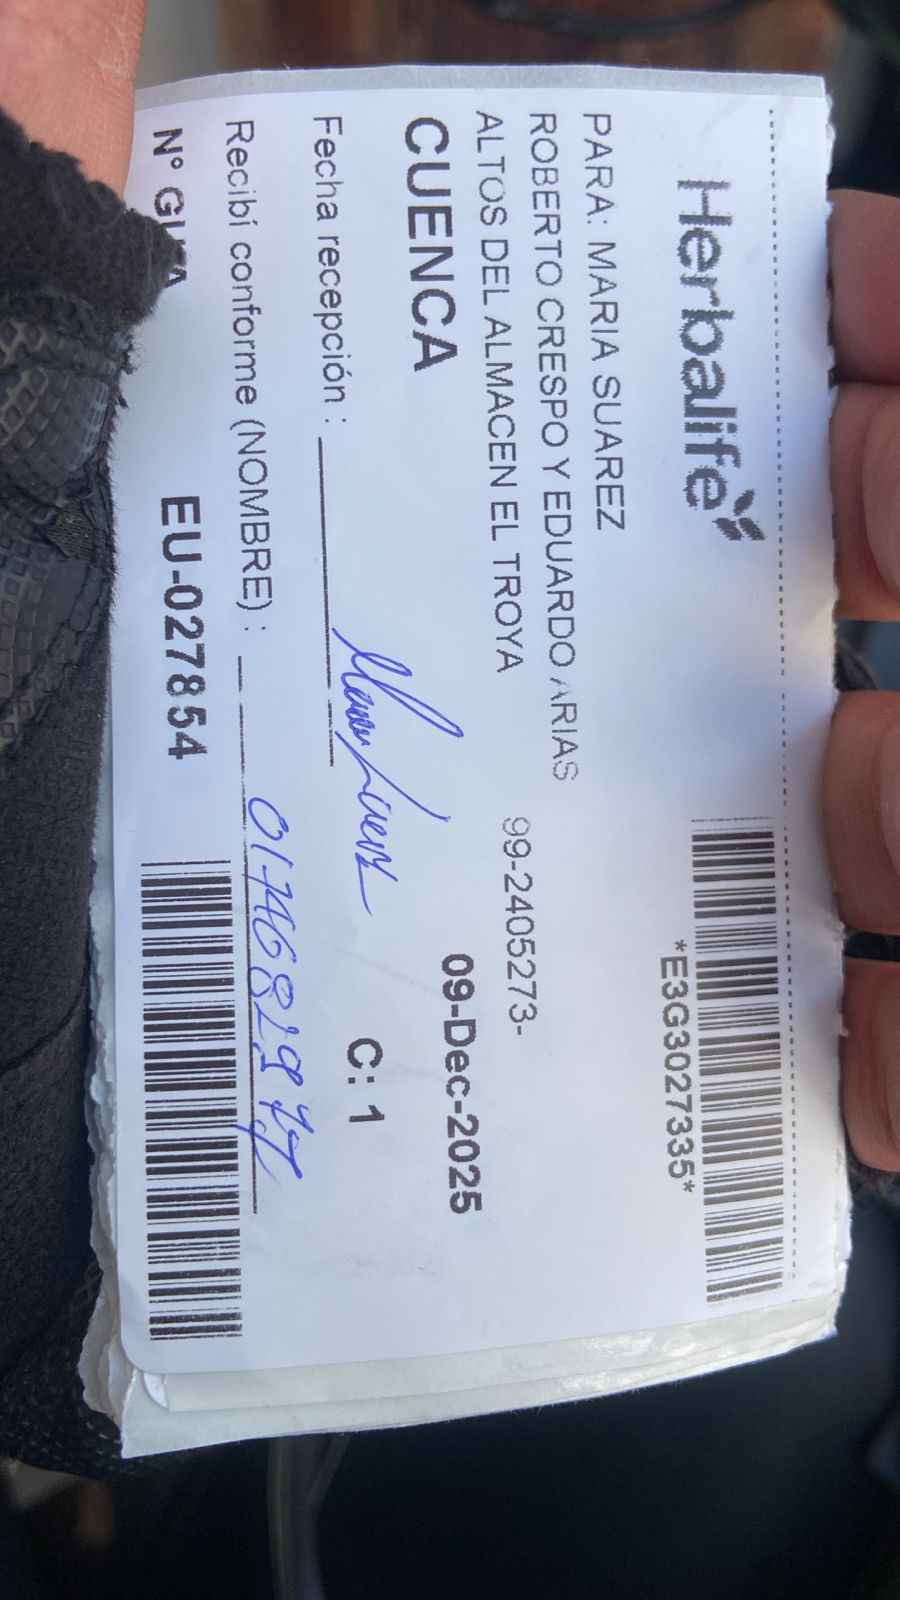 Herbalife
*E3G3027335*
PARA: MARIA SUAREZ
ROBERTO CRESPO Y EDUARDO ARIAS
ALTOS DEL ALMACEN EL TROYA
99-2405273-
CUENCA
09-Dec-2025
Fecha recepción :
C: 1
Recibí conforme (NOMBRE) :
N° GUIA
EU-027854